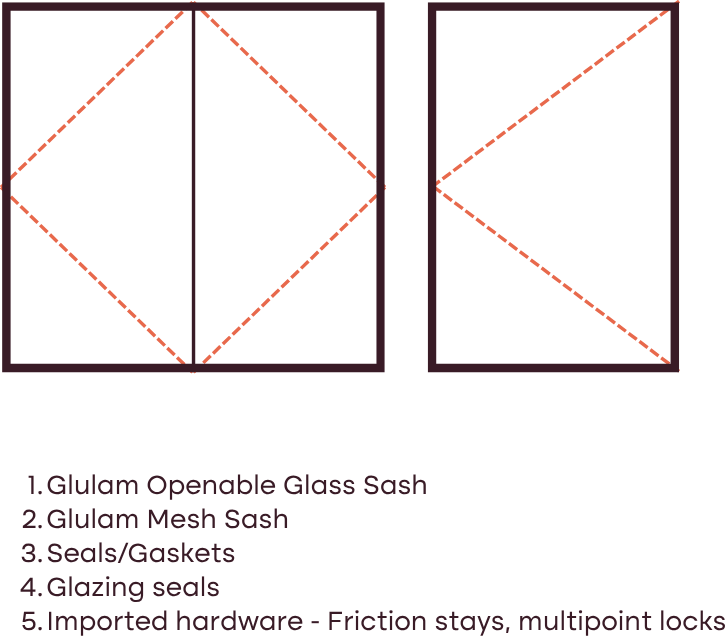 1. Glulam Openable Glass Sash
2. Glulam Mesh Sash
3. Seals/Gaskets
4. Glazing seals
5. Imported hardware - Friction stays, multipoint locks